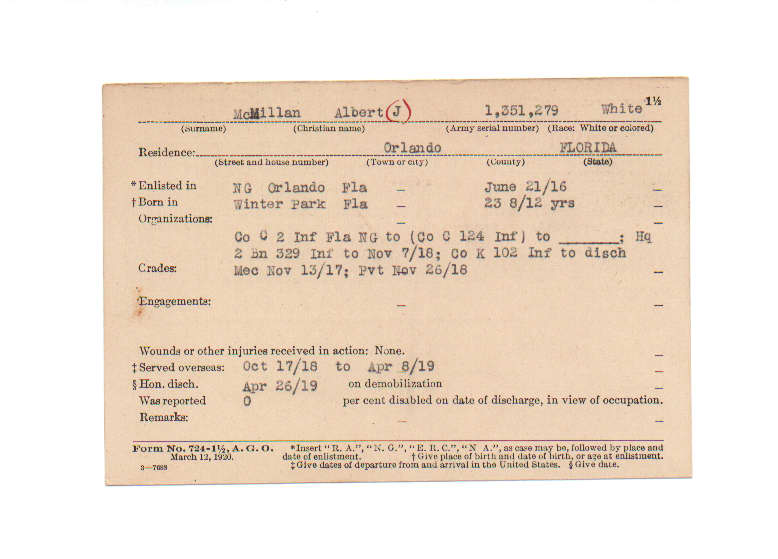 McMillan Albert (J) 1,351,279 White 1½
(Surname) (Christian name) (Army serial number) (Race: White or colored)
Residence: Orlando FLORIDA
(Street and house number) (Town or city) (County) (State)
* Enlisted in NG Orlando Fla – June 21/16 –
† Born in Winter Park Fla – 23 8/12 yrs –
Organizations: –
Co C 2 Inf Fla NG to (Co C 124 Inf) to ______; Hq
2 Bn 329 Inf to Nov 7/18; Co K 102 Inf to disch
Crades: Mec Nov 13/17; Pvt Nov 26/18 –
Engagements: – –
Wounds or other injuries received in action: None. –
‡ Served overseas: Oct 17/18 to Apr 8/19 –
§ Hon. disch. Apr 26/19 on demobilization –
Was reported 0 per cent disabled on date of discharge, in view of occupation.
Remarks: – –
Form No. 724-1½, A. G. O. *Insert "R. A.", "N. G.", "E. R. C.", "N A.", as case may be, followed by place and
March 12, 1920. date of enlistment. † Give place of birth and date of birth, or age at enlistment.
3—7688 ‡ Give dates of departure from and arrival in the United States. § Give date.